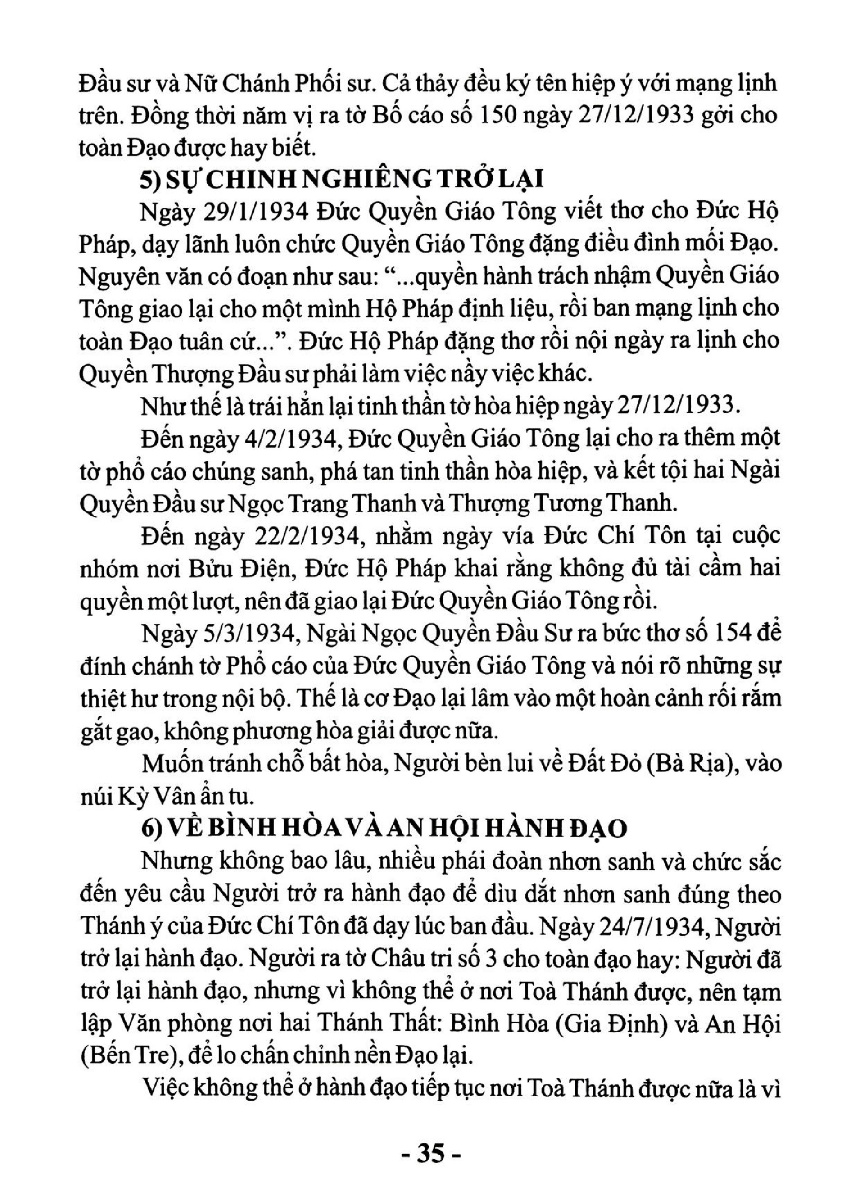 Đầu sư và Nữ Chánh Phối sư. Cả thảy đều ký tên hiệp ý với mạng lịnh
trên. Đồng thời năm vị ra tờ Bố cáo số 150 ngày 27/12/1933 gởi cho
toàn Đạo được hay biết.
5) SỰ CHINH NGHIÊNG TRỞ LẠI
Ngày 29/1/1934 Đức Quyền Giáo Tông viết thơ cho Đức Hộ
Pháp, dạy lãnh luôn chức Quyền Giáo Tông đặng điều đình mối Đạo.
Nguyên văn có đoạn như sau: “...quyền hành trách nhậm Quyền Giáo
Tông giao lại cho một mình Hộ Pháp định liệu, rồi ban mạng lịnh cho
toàn Đạo tuân cứ...”. Đức Hộ Pháp đặng thơ rồi nội ngày ra lịnh cho
Quyền Thượng Đầu sư phải làm việc nầy việc khác.
Như thế là trái hẳn lại tinh thần tờ hòa hiệp ngày 27/12/1933.
Đến ngày 4/2/1934, Đức Quyền Giáo Tông lại cho ra thêm một
tờ phổ cáo chúng sanh, phá tan tinh thần hòa hiệp, và kết tội hai Ngài
Quyền Đầu sư Ngọc Trang Thanh và Thượng Tương Thanh.
Đến ngày 22/2/1934, nhằm ngày vía Đức Chí Tôn tại cuộc
nhóm nơi Bửu Điện, Đức Hộ Pháp khai rằng không đủ tài cầm hai
quyền một lượt, nên đã giao lại Đức Quyền Giáo Tông rồi.
Ngày 5/3/1934, Ngài Ngọc Quyền Đầu Sư ra bức thơ số 154 để
đính chánh tờ Phổ cáo của Đức Quyền Giáo Tông và nói rõ những sự
thiệt hư trong nội bộ. Thế là cơ Đạo lại lâm vào một hoàn cảnh rối rắm
gắt gao, không phương hòa giải được nữa.
Muốn tránh chỗ bất hòa, Người bèn lui về Đất Đỏ (Bà Rịa), vào
núi Kỳ Vân ẩn tu.
6) VỀ BÌNH HÒA VÀ AN HỘI HÀNH ĐẠO
Nhưng không bao lâu, nhiều phái đoàn nhơn sanh và chức sắc
đến yêu cầu Người trở ra hành đạo để dìu dắt nhơn sanh đúng theo
Thánh ý của Đức Chí Tôn đã dạy lúc ban đầu. Ngày 24/7/1934, Người
trở lại hành đạo. Người ra tờ Châu tri số 3 cho toàn đạo hay: Người đã
trở lại hành đạo, nhưng vì không thể ở nơi Toà Thánh được, nên tạm
lập Văn phòng nơi hai Thánh Thất: Bình Hòa (Gia Định) và An Hội
(Bến Tre), để lo chấn chỉnh nền Đạo lại.
Việc không thể ở hành đạo tiếp tục nơi Toà Thánh được nữa là vì
- 35 -